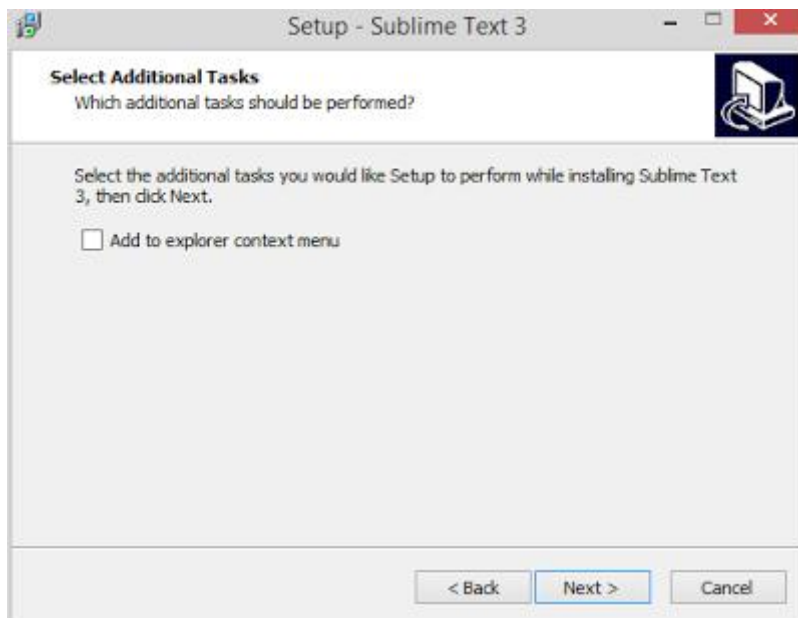 Setup - Sublime Text 3
Select Additional Tasks
Which additional tasks should be performed?
Select the additional tasks you would like Setup to perform while installing Sublime Text
3, then click Next.
Add to explorer context menu
< Back Next > Cancel